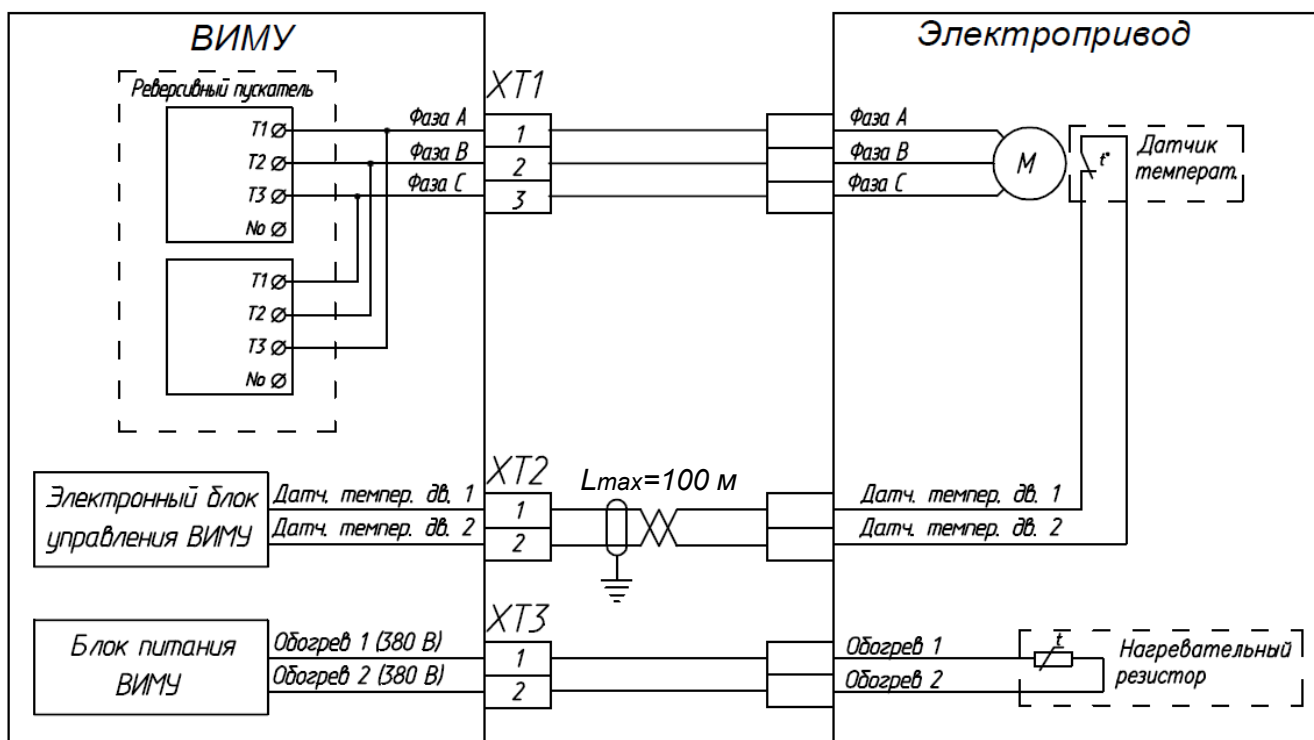 ВИМУ
Реверсивный пускатель
T1
T2
T3
No
T1
T2
T3
No
Фаза А
Фаза В
Фаза С
XT1
1
2
3
Электропривод
Фаза А
Фаза В
Фаза С
М
t°
Датчик
температ.
Электронный блок
управления ВИМУ
Датч. темпер. дв. 1
Датч. темпер. дв. 2
XT2
1
2
Lmax=100 м
Датч. темпер. дв. 1
Датч. темпер. дв. 2
Блок питания
ВИМУ
Обогрев 1 (380 В)
Обогрев 2 (380 В)
XT3
1
2
Обогрев 1
Обогрев 2
t
Нагревательный
резистор